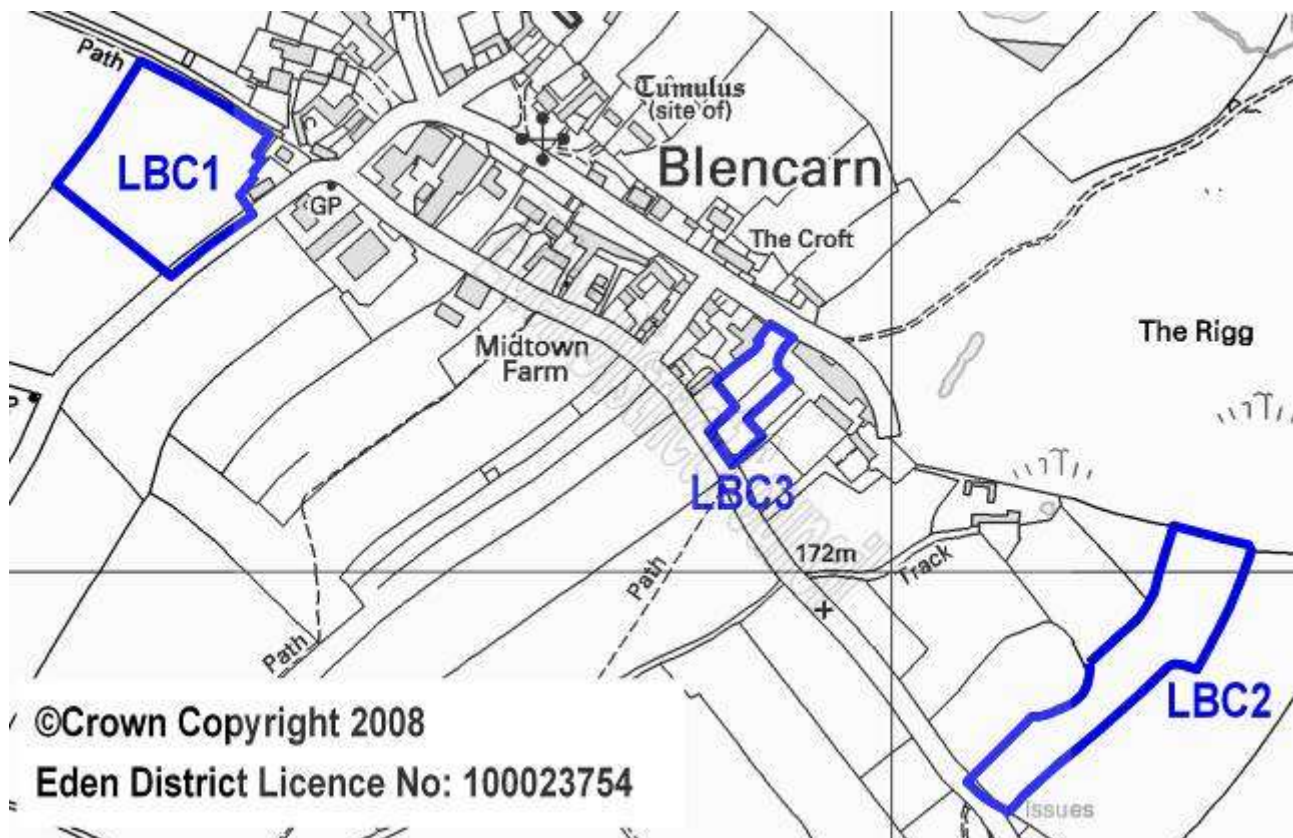 Path
LBC1
Tumulus
(site of)
Blencarn
GP
The Croft
Midtown
Farm
The Rigg
LBC3
172m
Track
Path
Path
LBC2
Issues
©Crown Copyright 2008
Eden District Licence No: 100023754